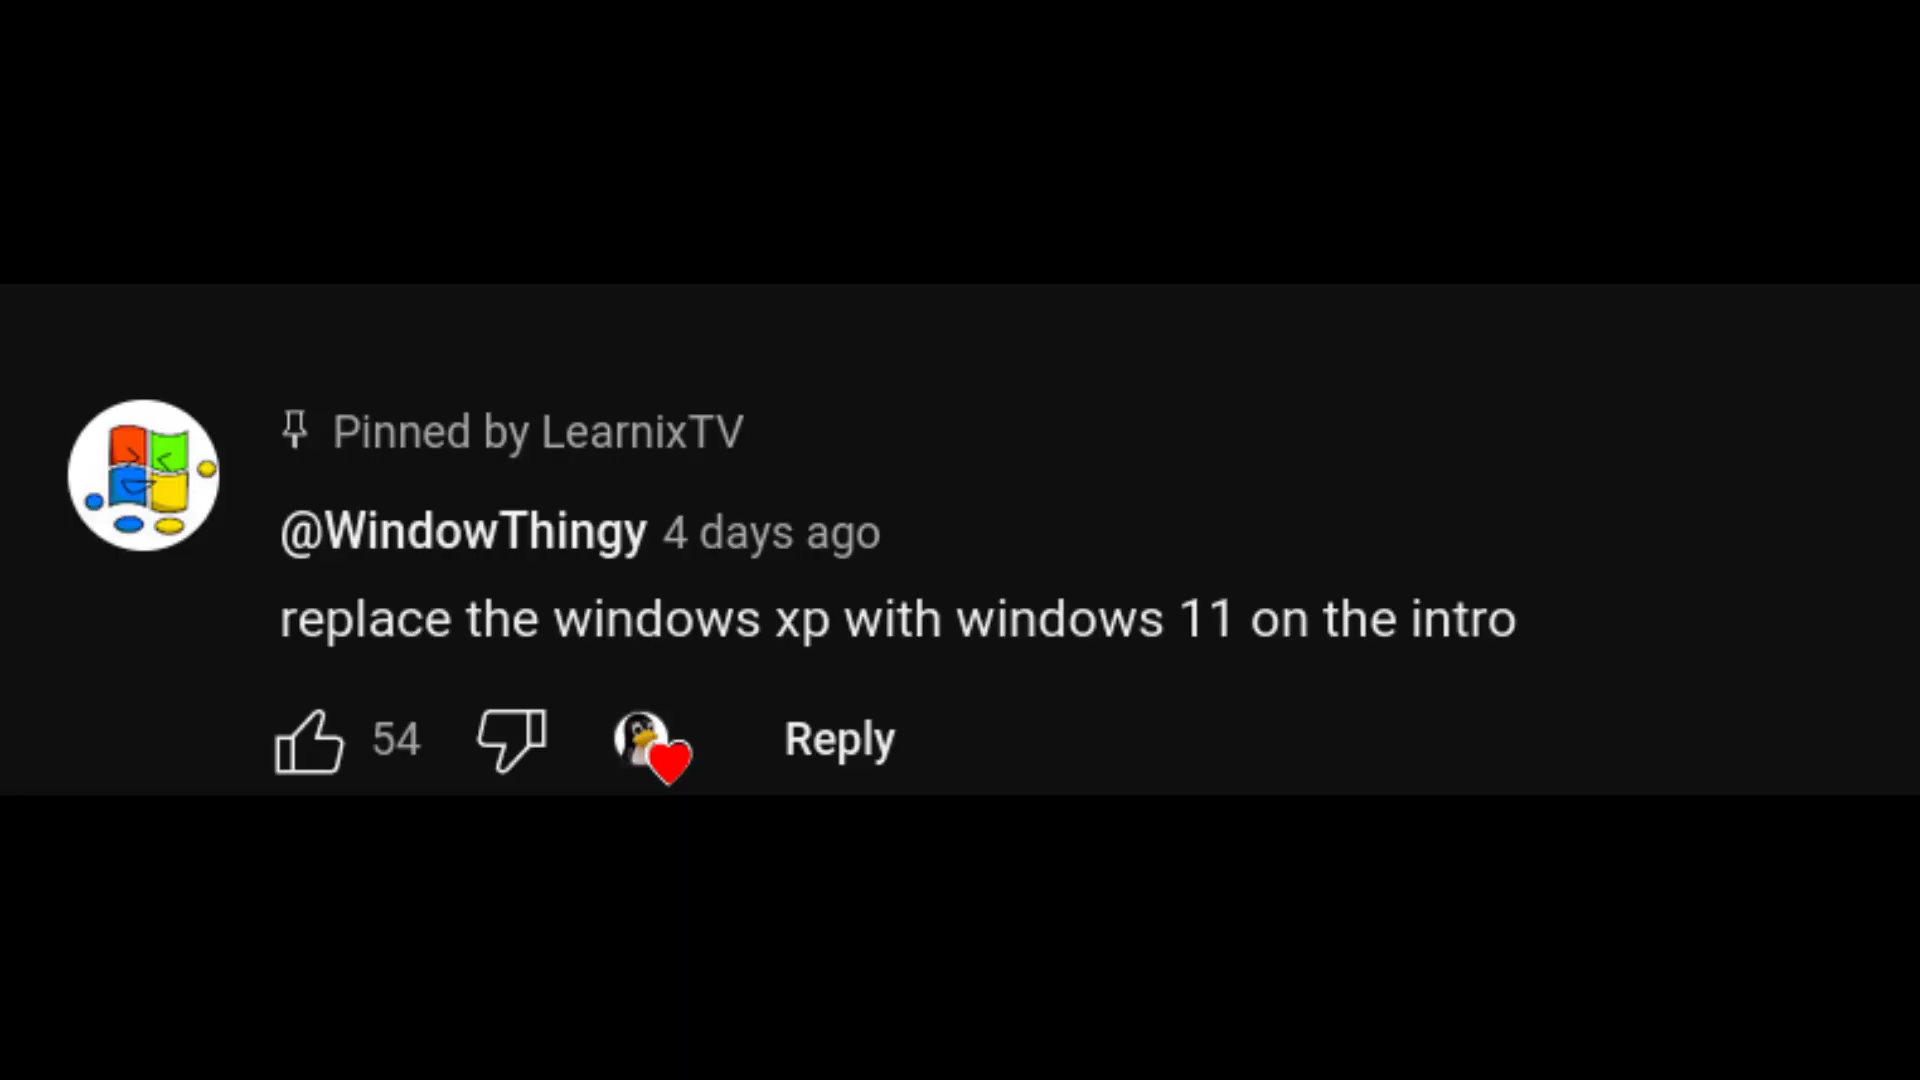 Pinned by LearnixTV
@WindowThingy 4 days ago
replace the windows xp with windows 11 on the intro
54
Reply